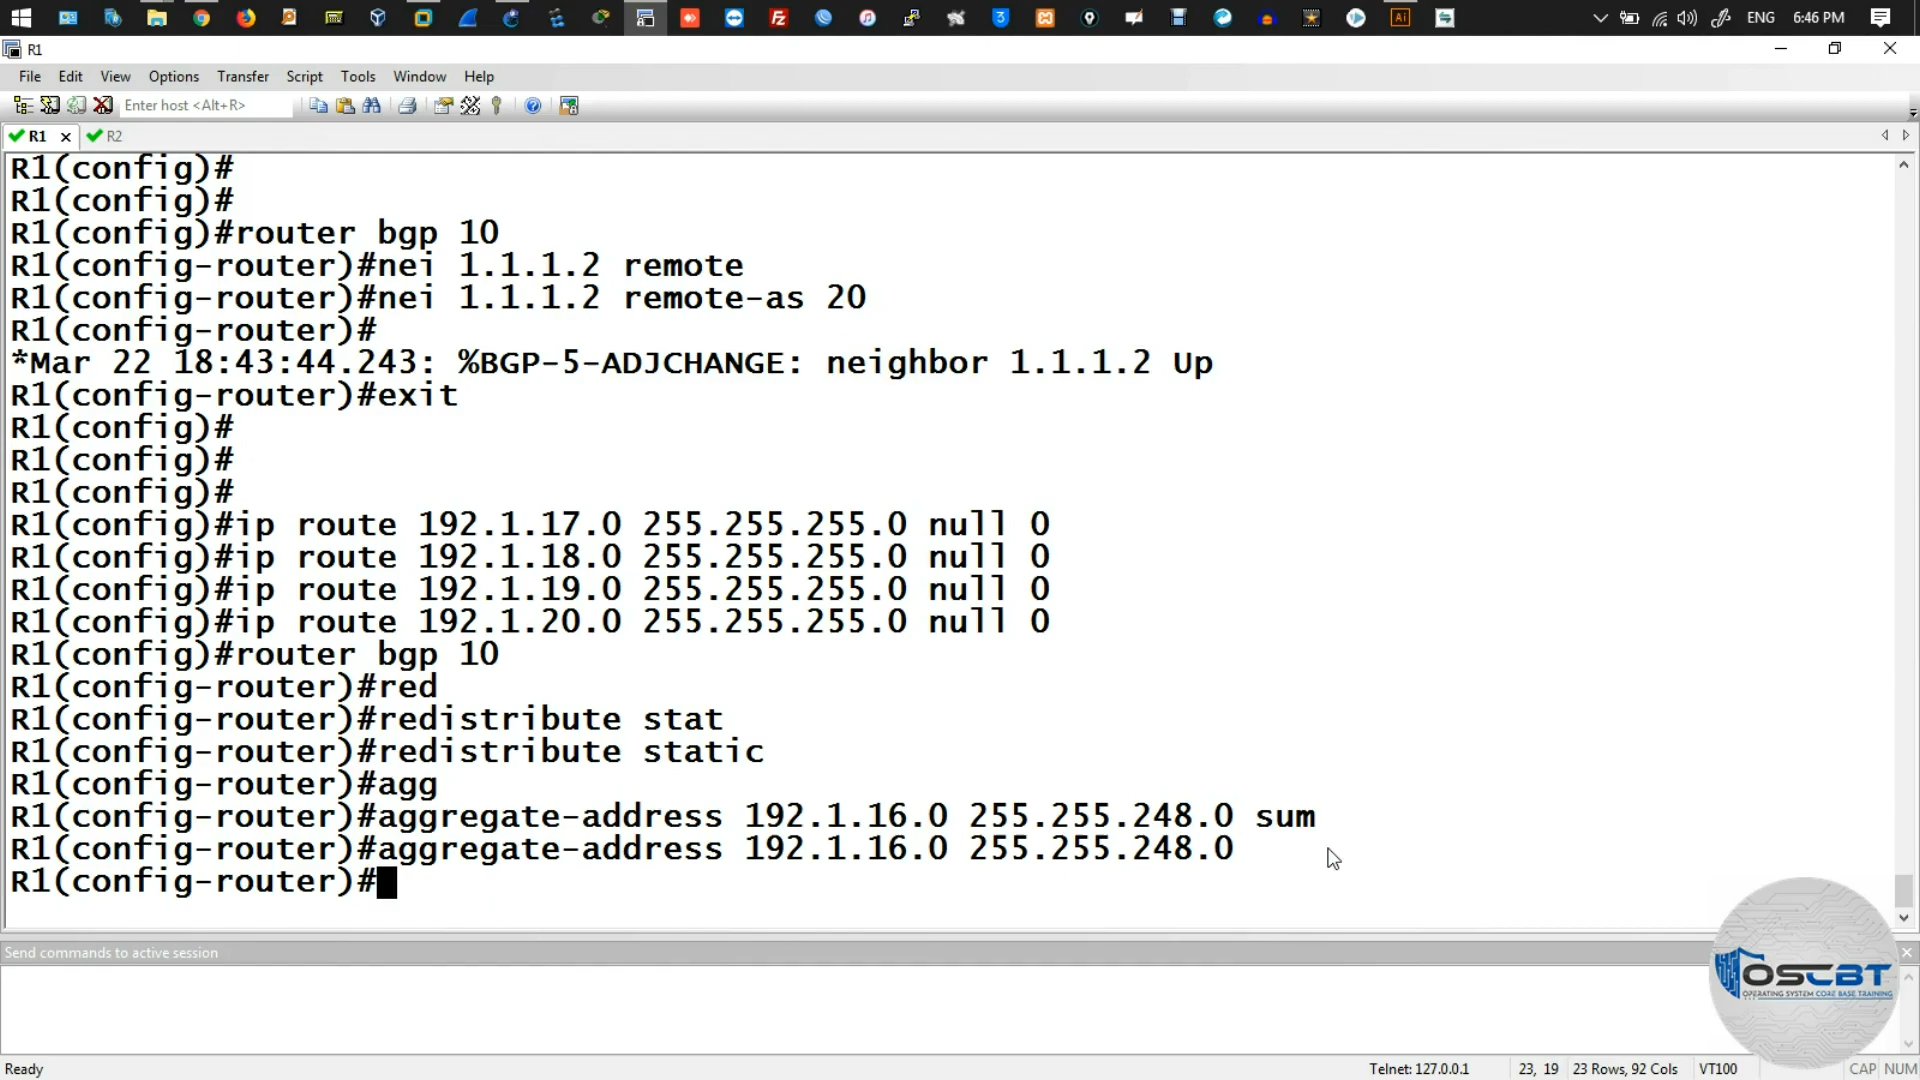 ENG 6:46 PM
R1
File Edit View Options Transfer Script Tools Window Help
Enter host <Alt+R>
R1 R2
R1(config)#
R1(config)#
R1(config)#router bgp 10
R1(config-router)#nei 1.1.1.2 remote
R1(config-router)#nei 1.1.1.2 remote-as 20
R1(config-router)#
*Mar 22 18:43:44.243: %BGP-5-ADJCHANGE: neighbor 1.1.1.2 Up
R1(config-router)#exit
R1(config)#
R1(config)#
R1(config)#
R1(config)#ip route 192.1.17.0 255.255.255.0 null 0
R1(config)#ip route 192.1.18.0 255.255.255.0 null 0
R1(config)#ip route 192.1.19.0 255.255.255.0 null 0
R1(config)#ip route 192.1.20.0 255.255.255.0 null 0
R1(config)#router bgp 10
R1(config-router)#red
R1(config-router)#redistribute stat
R1(config-router)#redistribute static
R1(config-router)#agg
R1(config-router)#aggregate-address 192.1.16.0 255.255.248.0 sum
R1(config-router)#aggregate-address 192.1.16.0 255.255.248.0
R1(config-router)#
Send commands to active session
OSCBT
OPERATING SYSTEM CORE BASE TRAINING
Ready Telnet: 127.0.0.1 23, 19 23 Rows, 92 Cols VT100 CAP NUM